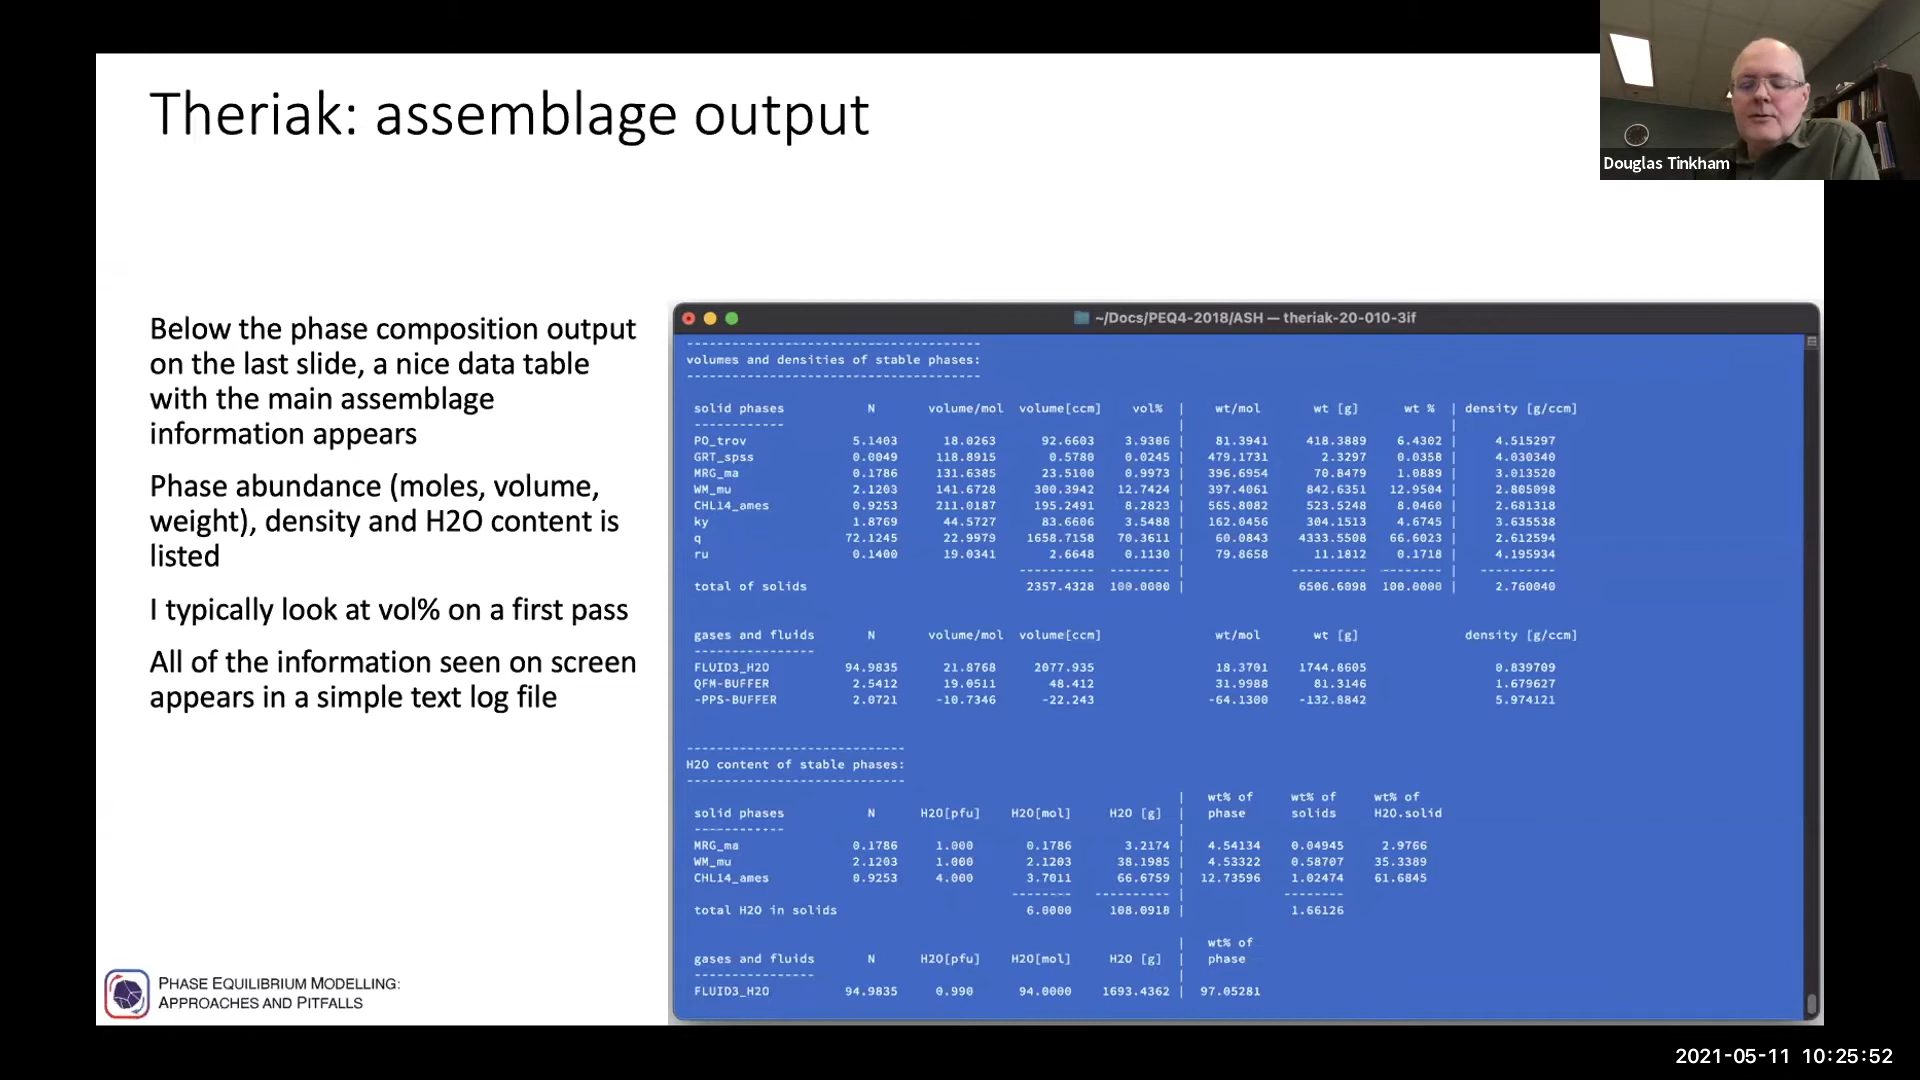 Theriak: assemblage output
Douglas Tinkham
Below the phase composition output
on the last slide, a nice data table
with the main assemblage
information appears
Phase abundance (moles, volume,
weight), density and H2O content is
listed
I typically look at vol% on a first pass
All of the information seen on screen
appears in a simple text log file
~/Docs/PEQ4-2018/ASH — theriak-20-010-3if
-------------------------------------
volumes and densities of stable phases:
-------------------------------------
solid phases N volume/mol volume[ccm] vol% | wt/mol wt [g] wt % | density [g/ccm]
------------ | |
PO_trov 5.1403 18.0263 92.6603 3.9306 | 81.3941 418.3889 6.4302 | 4.515297
GRT_spss 0.0049 118.8915 0.5780 0.0245 | 479.1731 2.3297 0.0358 | 4.030340
MRG_ma 0.1786 131.6385 23.5100 0.9973 | 396.6954 70.8479 1.0889 | 3.013520
WM_mu 2.1203 141.6728 300.3942 12.7424 | 397.4061 842.6351 12.9504 | 2.805098
CHL14_ames 0.9253 211.0187 195.2491 8.2823 | 565.8082 523.5248 8.0460 | 2.681318
ky 1.8769 44.5727 83.6606 3.5488 | 162.0456 304.1513 4.6745 | 3.635538
q 72.1245 22.9979 1658.7158 70.3611 | 60.0843 4333.5508 66.6023 | 2.612594
ru 0.1400 19.0341 2.6648 0.1130 | 79.8658 11.1812 0.1718 | 4.195934
---------- -------- | ---------- -------- | ----------
total of solids 2357.4328 100.0000 | 6506.6098 100.0000 | 2.760040
gases and fluids N volume/mol volume[ccm] wt/mol wt [g] density [g/ccm]
----------------
FLUID3_H2O 94.9835 21.8768 2077.935 18.3701 1744.8605 0.839709
QFM-BUFFER 2.5412 19.0511 48.412 31.9988 81.3146 1.679627
-PPS-BUFFER 2.0721 -10.7346 -22.243 -64.1300 -132.8842 5.974121
-----------------------------
H2O content of stable phases:
-----------------------------
| wt% of wt% of wt% of
solid phases N H2O[pfu] H2O[mol] H2O [g] | phase solids H2O.solid
------------ |
MRG_ma 0.1786 1.000 0.1786 3.2174 | 4.54134 0.04945 2.9766
WM_mu 2.1203 1.000 2.1203 38.1985 | 4.53322 0.58707 35.3389
CHL14_ames 0.9253 4.000 3.7011 66.6759 | 12.73596 1.02474 61.6845
-------- ---------- | --------
total H2O in solids 6.0000 108.0918 | 1.66126
| wt% of
gases and fluids N H2O[pfu] H2O[mol] H2O [g] | phase
---------------- |
FLUID3_H2O 94.9835 0.990 94.0000 1693.4362 | 97.05281
PHASE EQUILIBRIUM MODELLING:
APPROACHES AND PITFALLS
2021-05-11 10:25:52